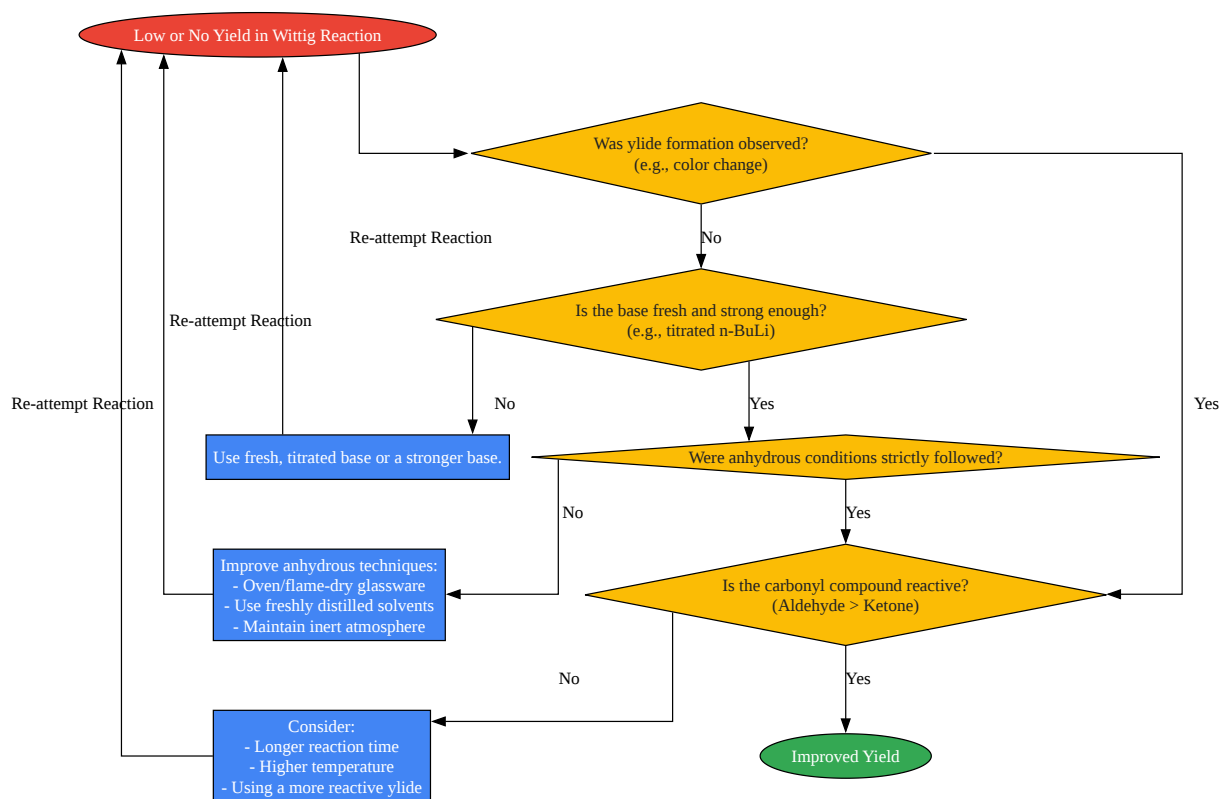 Low or No Yield in Wittig Reaction
Was ylide formation observed?
(e.g., color change)
Re-attempt Reaction
No
Is the base fresh and strong enough?
(e.g., titrated n-BuLi)
Re-attempt Reaction
Re-attempt Reaction
No
Yes
Yes
Use fresh, titrated base or a stronger base.
Were anhydrous conditions strictly followed?
No
Yes
Improve anhydrous techniques:
- Oven/flame-dry glassware
- Use freshly distilled solvents
- Maintain inert atmosphere
Is the carbonyl compound reactive?
(Aldehyde > Ketone)
No
Yes
Consider:
- Longer reaction time
- Higher temperature
- Using a more reactive ylide
Improved Yield